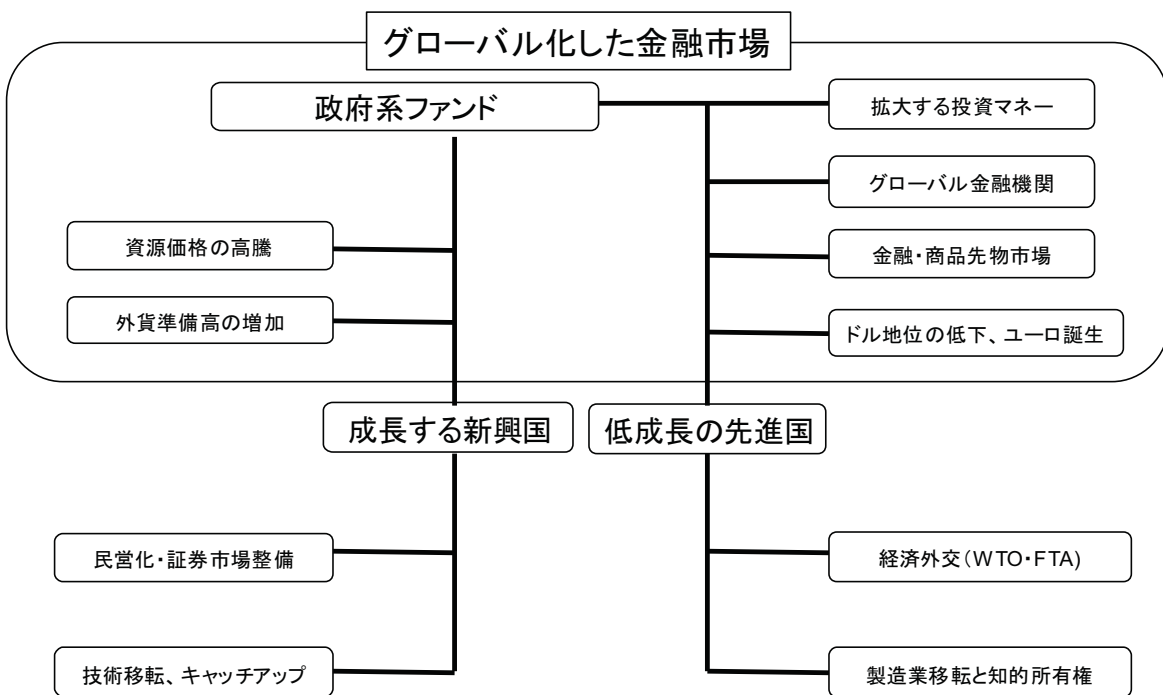 グローバル化した金融市場
政府系ファンド
拡大する投資マネー
グローバル金融機関
資源価格の高騰
金融・商品先物市場
外貨準備高の増加
ドル地位の低下、ユーロ誕生
成長する新興国
低成長の先進国
民営化・証券市場整備
経済外交(WTO・FTA)
技術移転、キャッチアップ
製造業移転と知的所有権